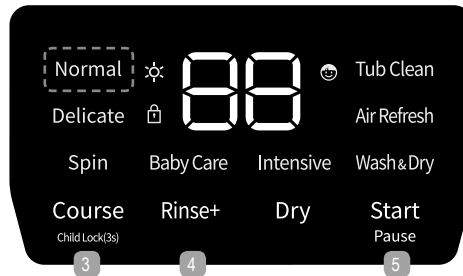 Normal 88 Tub Clean
Delicate Air Refresh
Spin Baby Care Intensive Wash&Dry
Course Rinse+ Dry Start
Child Lock(3s) Pause
3 4 5